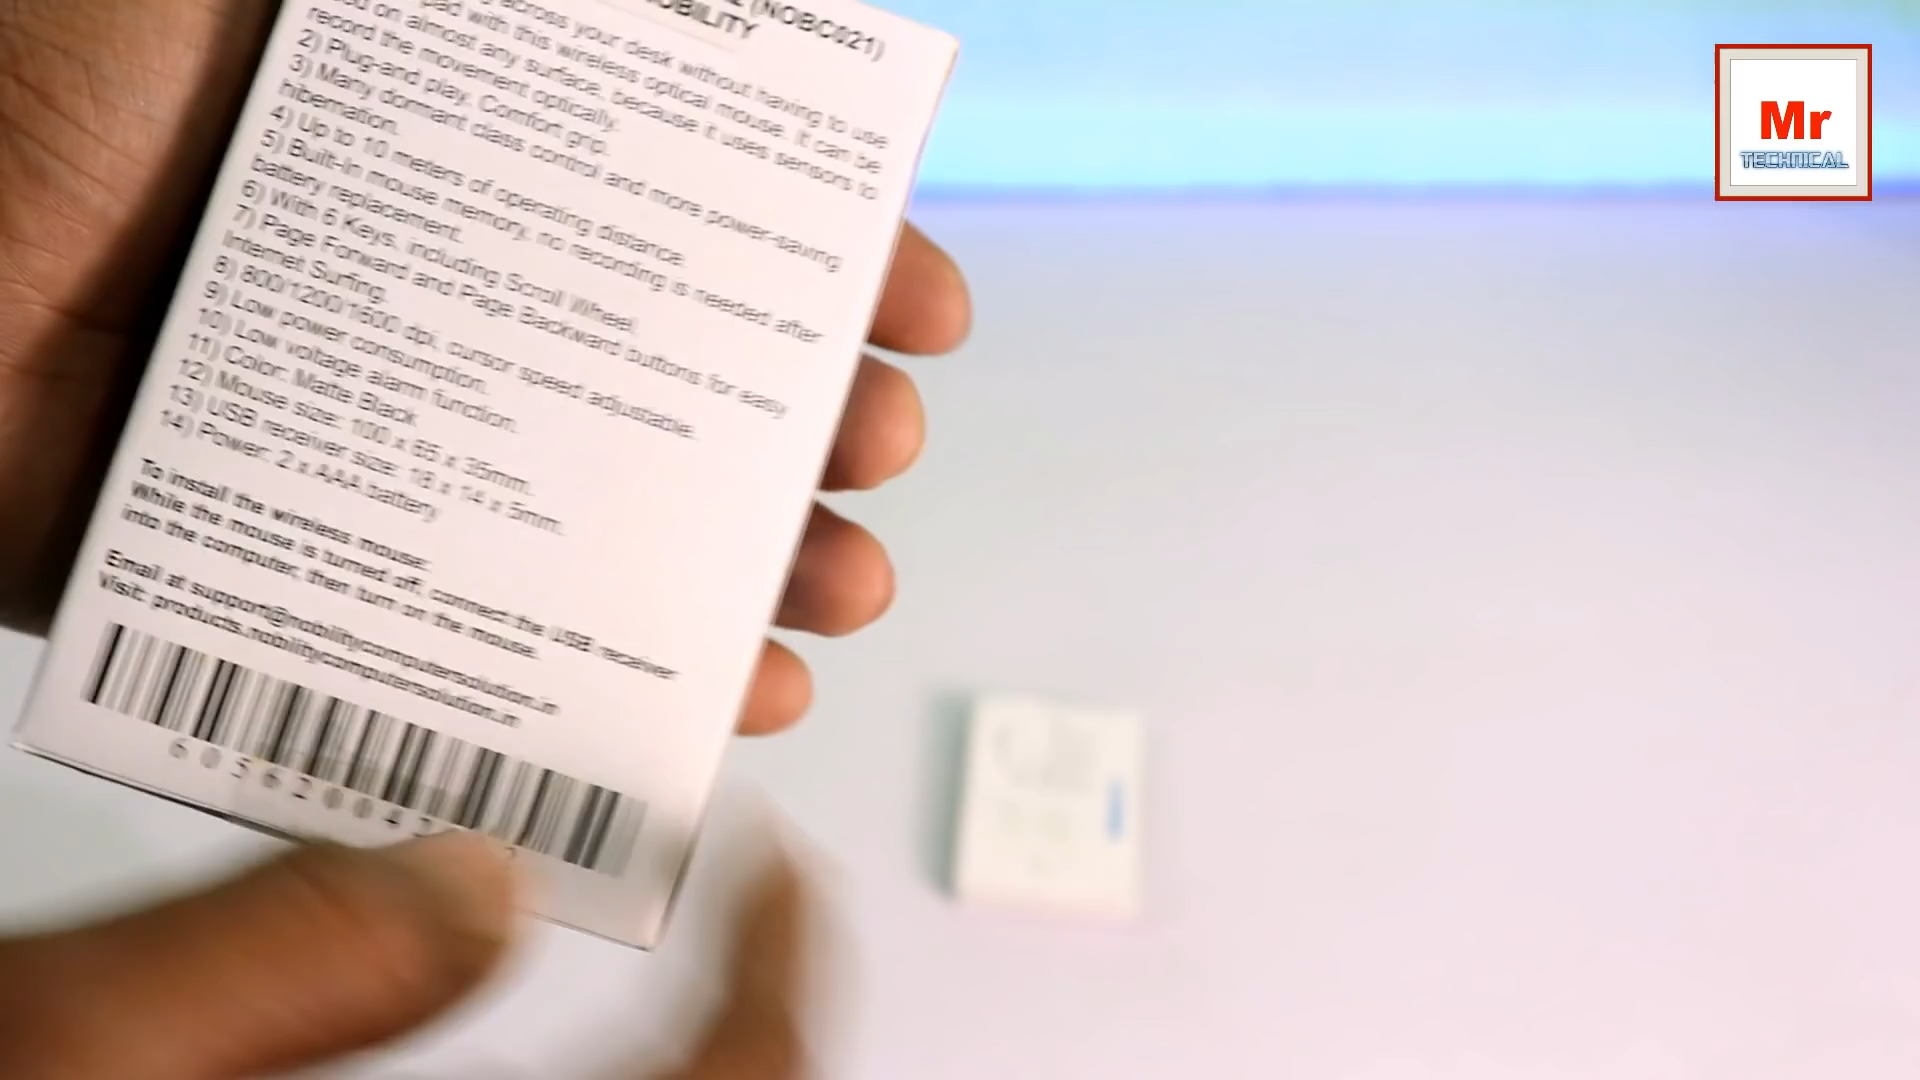 (NOBC021)
across your desk without having to use
pad with this wireless optical mouse. It can be
on almost any surface, because it uses sensors to
record the movement optically.
2) Plug-and play, Comfort grip.
3) Many dormant class control and more power-saving
hibernation.
4) Up to 10 meters of operating distance.
5) Built-In mouse memory, no recording is needed after
battery replacement.
6) With 6 Keys, including Scroll Wheel.
7) Page Forward and Page Backward buttons for easy
Internet Surfing.
8) 800/1200/1600 dpi, cursor speed adjustable.
9) Low power consumption.
10) Low voltage alarm function.
11) Color: Matte Black
12) Mouse size: 100 x 65 x 35mm.
13) USB receiver size: 18 x 14 x 5mm.
14) Power: 2 x AAA battery
To install the wireless mouse:
While the mouse is turned off, connect the USB receiver
into the computer, then turn on the mouse.
Email at support@nobilitycomputersolution.in
Visit: products.nobilitycomputersolution.in
6 0 5 6 2 0 0 4
Mr
TECHNICAL